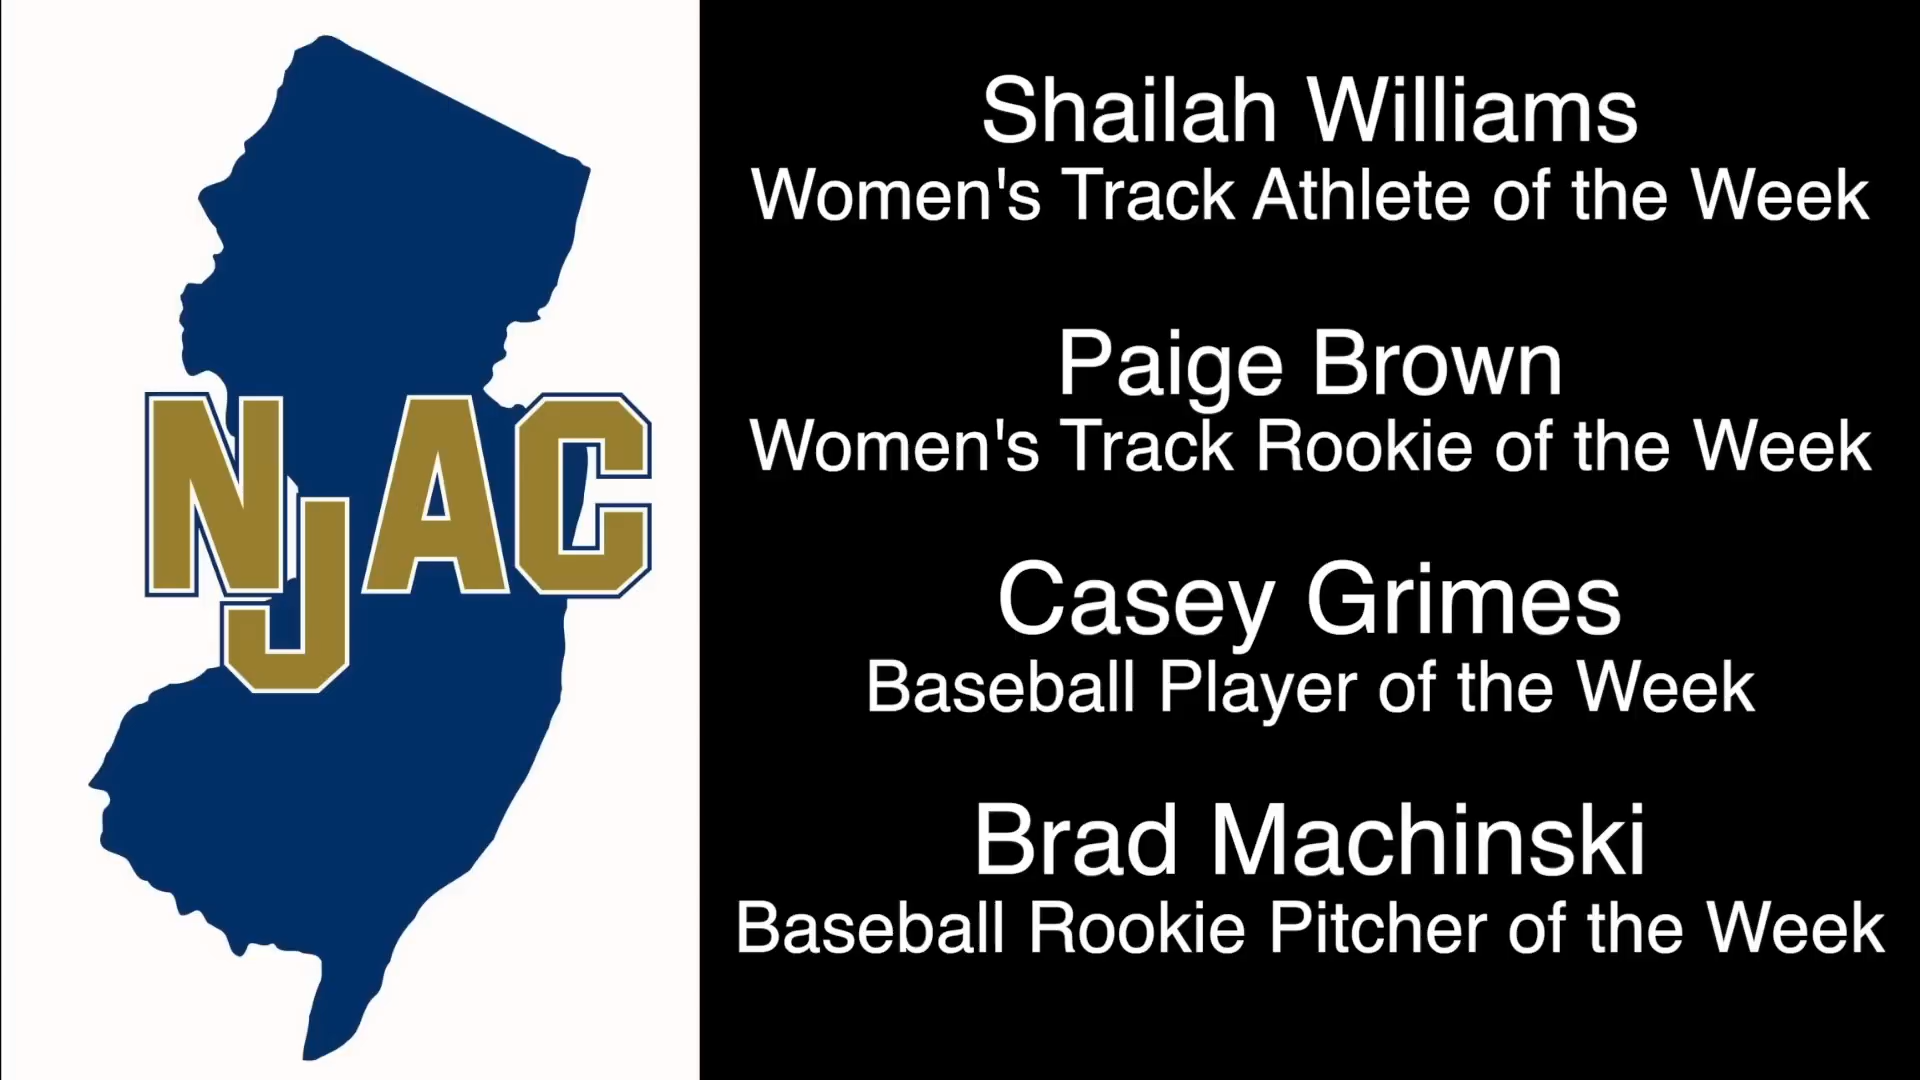 NJAC
Shailah Williams
Women's Track Athlete of the Week
Paige Brown
Women's Track Rookie of the Week
Casey Grimes
Baseball Player of the Week
Brad Machinski
Baseball Rookie Pitcher of the Week